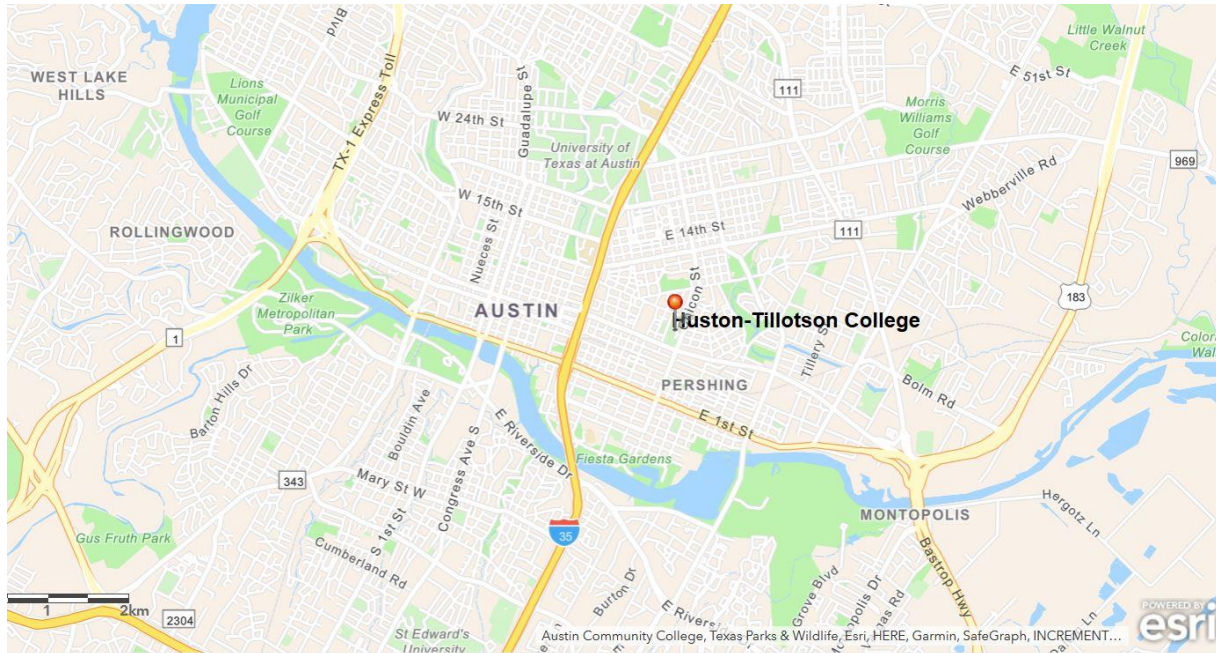 Blvd
Little Walnut
Creek
E 51st St
WEST LAKE
HILLS
Lions
Municipal
Golf
Course
TX-1 Express Toll
Guadalupe St
W 24th St
111
Morris
Williams
Golf
Course
University of
Texas at Austin
969
Webberville Rd
W 15th St
Nueces St
E 14th St
111
ROLLINGWOOD
Zilker
Metropolitan
Park
AUSTIN
Huston-Tillotson College
183
1
Tillery St
Barton Hills Dr
PERSHING
Bolm Rd
E 1st St
Bouldin Ave
E Riverside Dr
Congress Ave S
Fiesta Gardens
343
Mary St W
S 1st St
MONTOPOLIS
Hergotz Ln
Gus Fruth Park
35
Cumberland Rd
Bastrop Hwy
1
2km
2304
Burton Dr
Grove Blvd
St Edward's
University
Austin Community College, Texas Parks & Wildlife, Esri, HERE, Garmin, SafeGraph, INCREMENT...
POWERED BY
esri